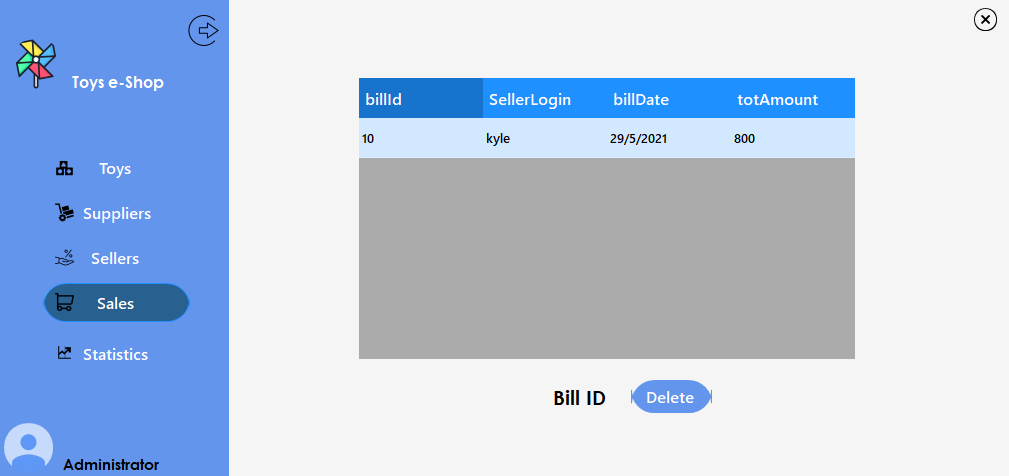 Toys e-Shop
Toys
Suppliers
Sellers
Sales
Statistics
Administrator
billId SellerLogin billDate totAmount
10 kyle 29/5/2021 800
Bill ID Delete